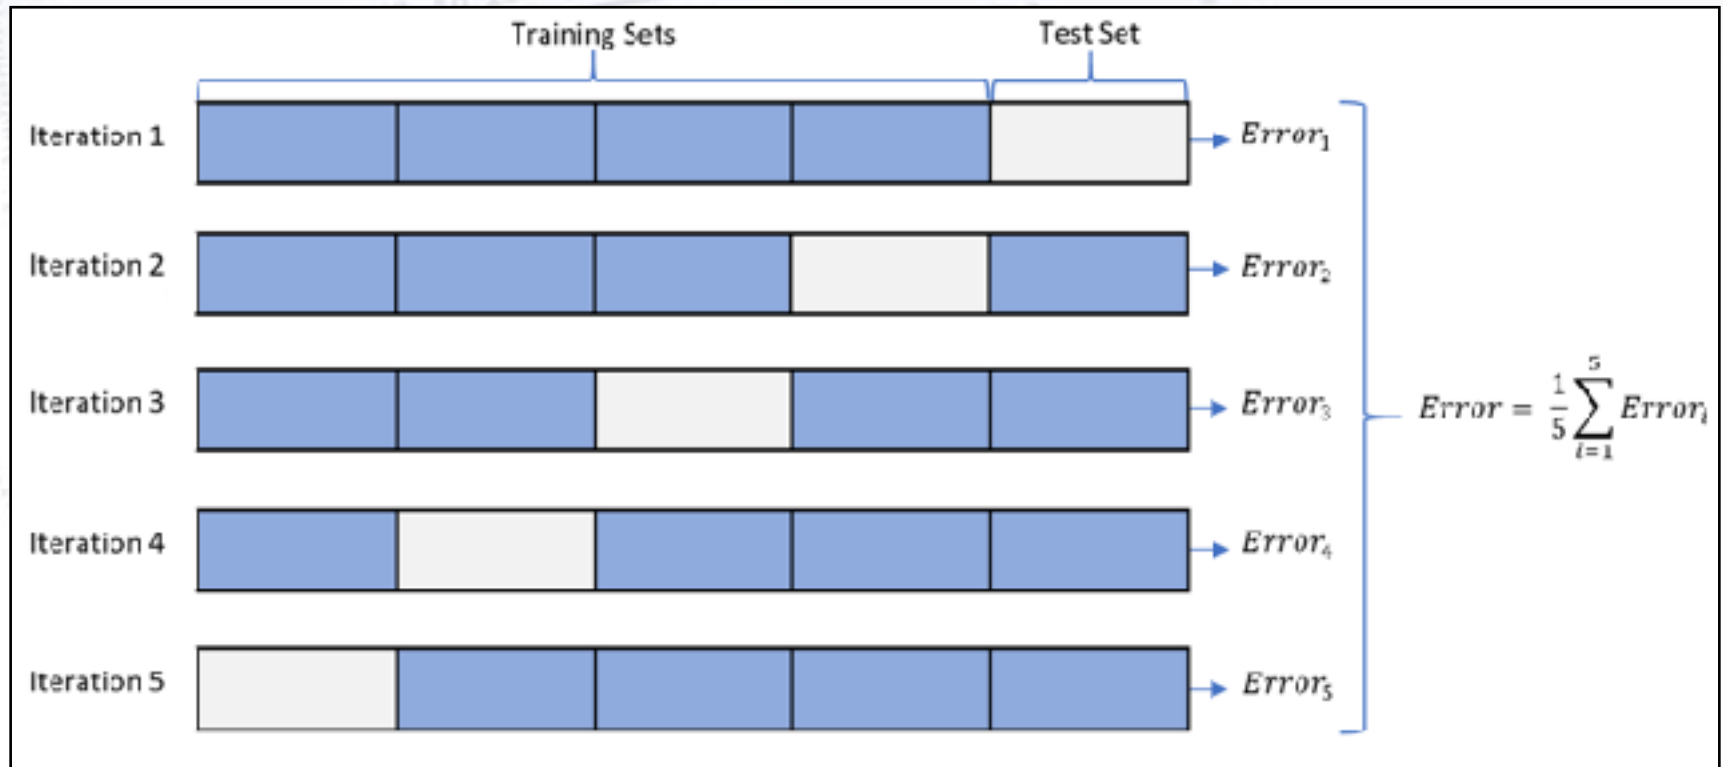 Training Sets
Test Set
Iteration 1
Error₁
Iteration 2
Error₂
Iteration 3
Error₃
Error = 1/5 ∑ᵢ₌₁⁵ Errorᵢ
Iteration 4
Error₄
Iteration 5
Error₅